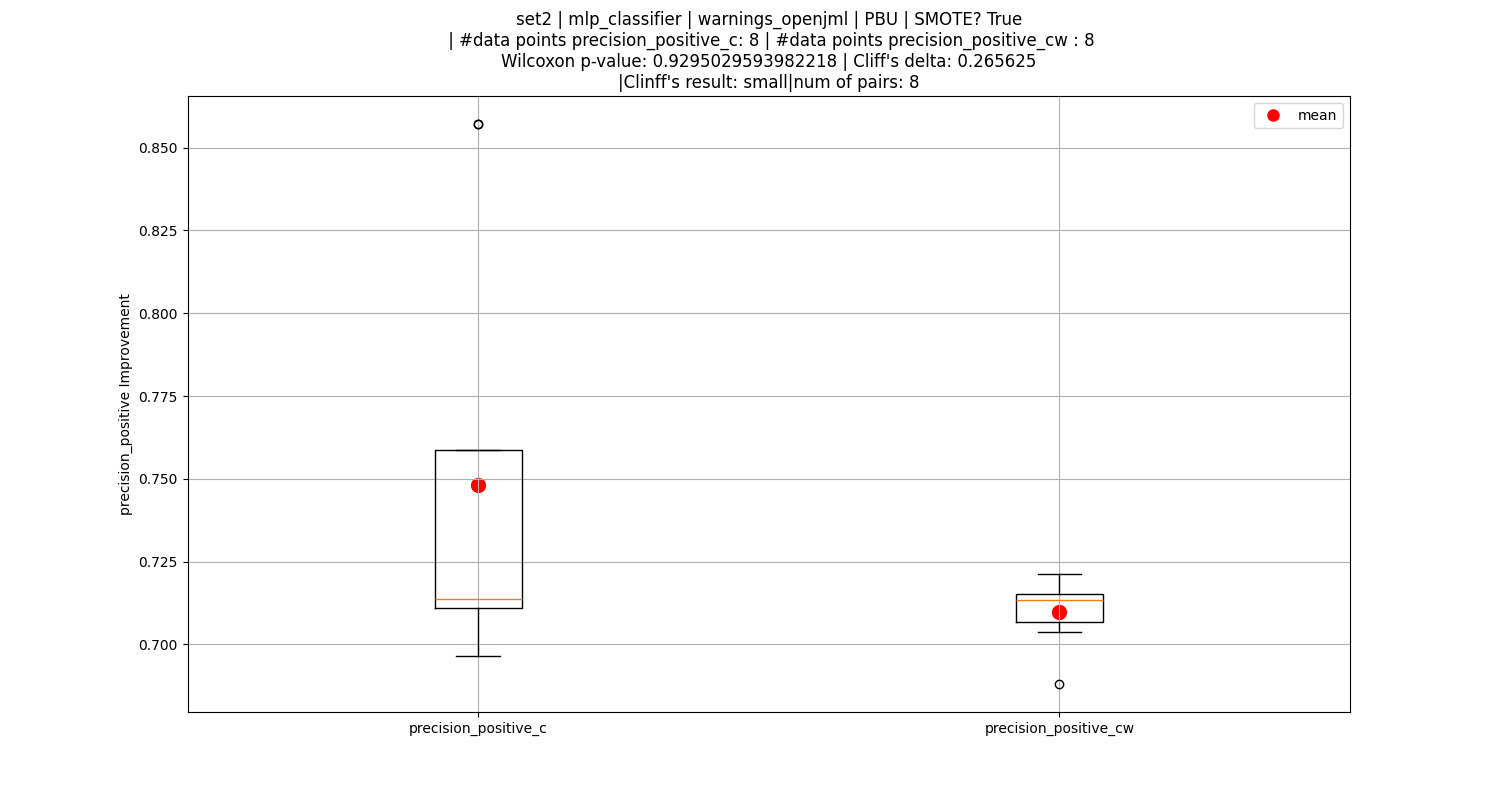 set2 | mlp_classifier | warnings_openjml | PBU | SMOTE? True
| #data points precision_positive_c: 8 | #data points precision_positive_cw : 8
Wilcoxon p-value: 0.9295029593982218 | Cliff's delta: 0.265625
|Clinff's result: small|num of pairs: 8
mean
0.850
0.825
0.800
0.775
0.750
0.725
0.700
precision_positive Improvement
precision_positive_c
precision_positive_cw